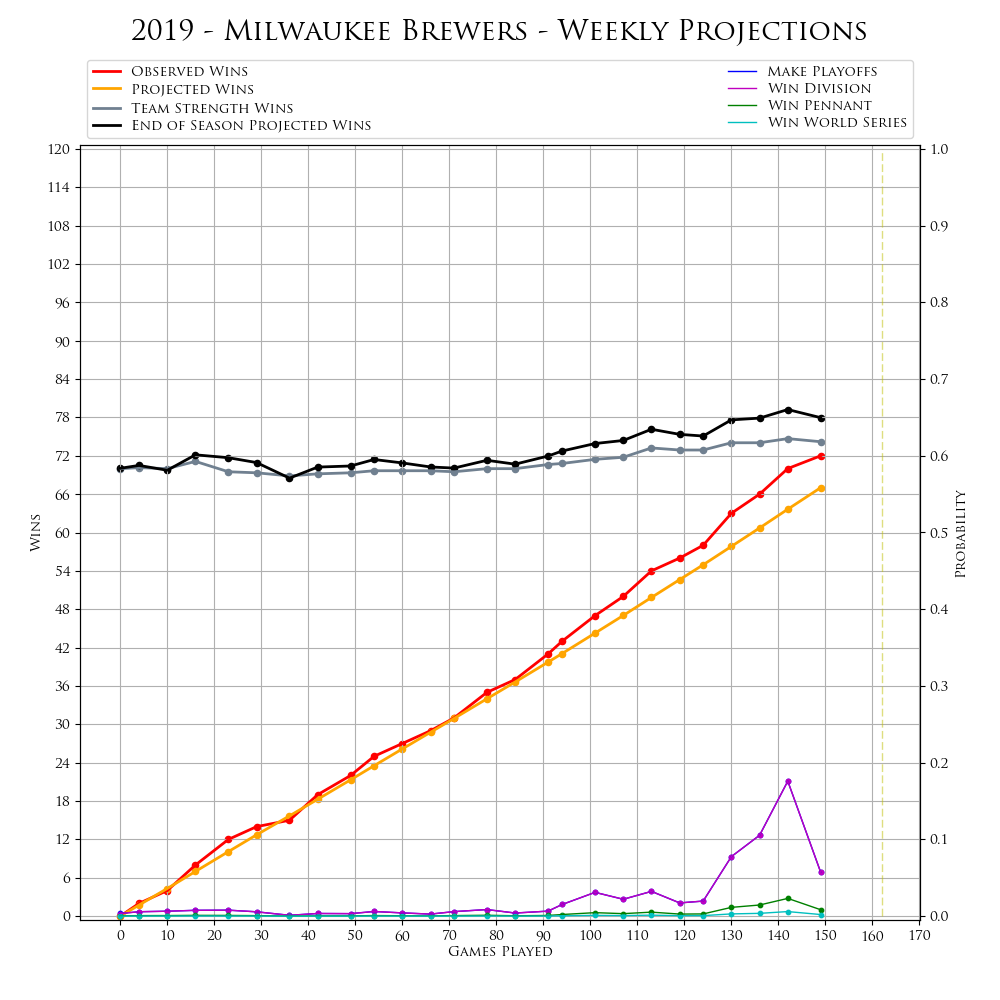 2019 - Milwaukee Brewers - Weekly Projections
Observed Wins
Projected Wins
Team Strength Wins
End of Season Projected Wins
Make Playoffs
Win Division
Win Pennant
Win World Series
120
114
108
102
96
90
84
78
72
66
60
54
48
42
36
30
24
18
12
6
0
Wins
1.0
0.9
0.8
0.7
0.6
0.5
0.4
0.3
0.2
0.1
0.0
Probability
0 10 20 30 40 50 60 70 80 90 100 110 120 130 140 150 160 170
Games Played